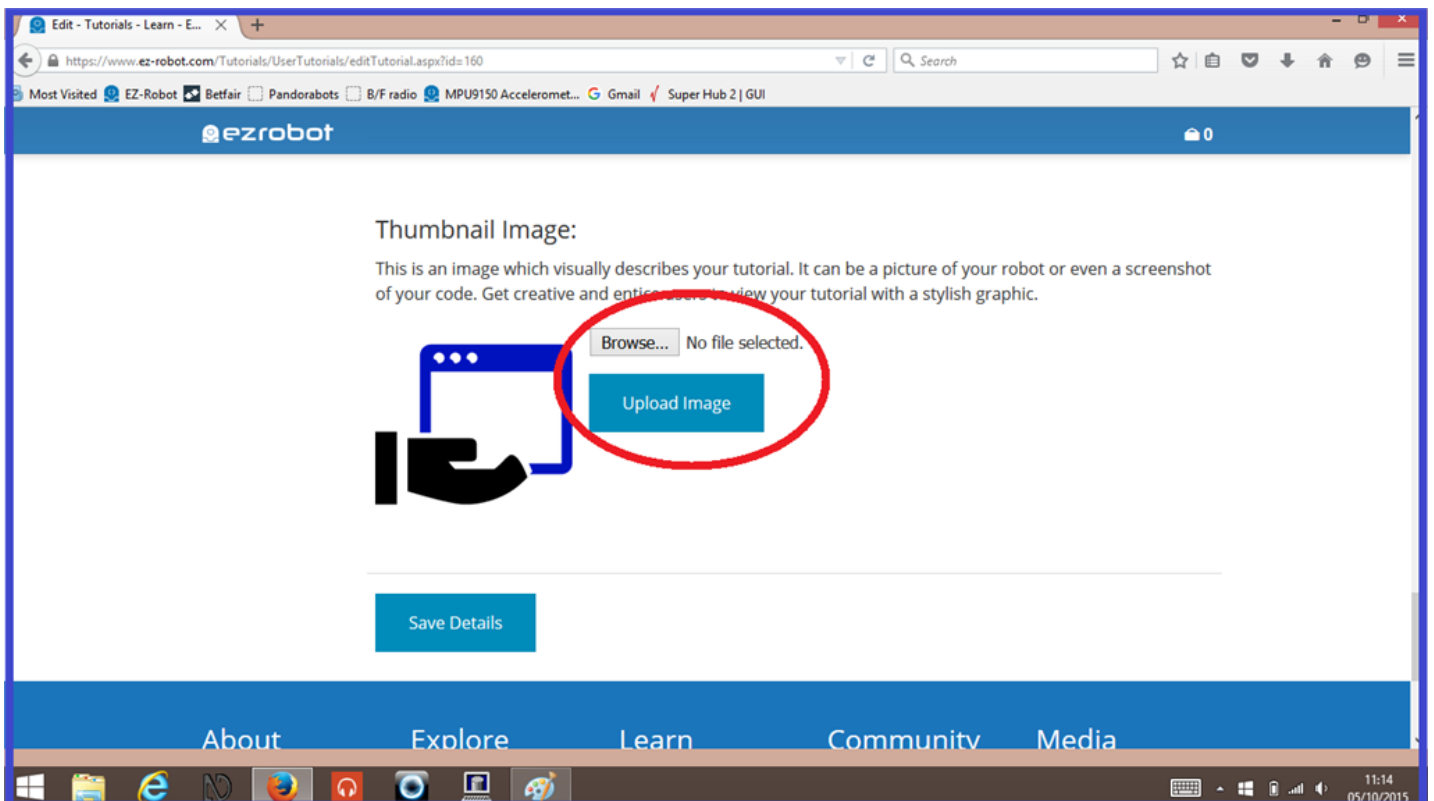 Edit - Tutorials - Learn - E...
https://www.ez-robot.com/Tutorials/UserTutorials/editTutorial.aspx?id=160
Search
Most Visited EZ-Robot Betfair Pandorabots B/F radio MPU9150 Acceleromet... Gmail Super Hub 2 | GUI
ezrobot 0
Thumbnail Image:
This is an image which visually describes your tutorial. It can be a picture of your robot or even a screenshot
of your code. Get creative and entice users to view your tutorial with a stylish graphic.
Browse... No file selected.
Upload Image
Save Details
About Explore Learn Community Media
11:14
05/10/2015